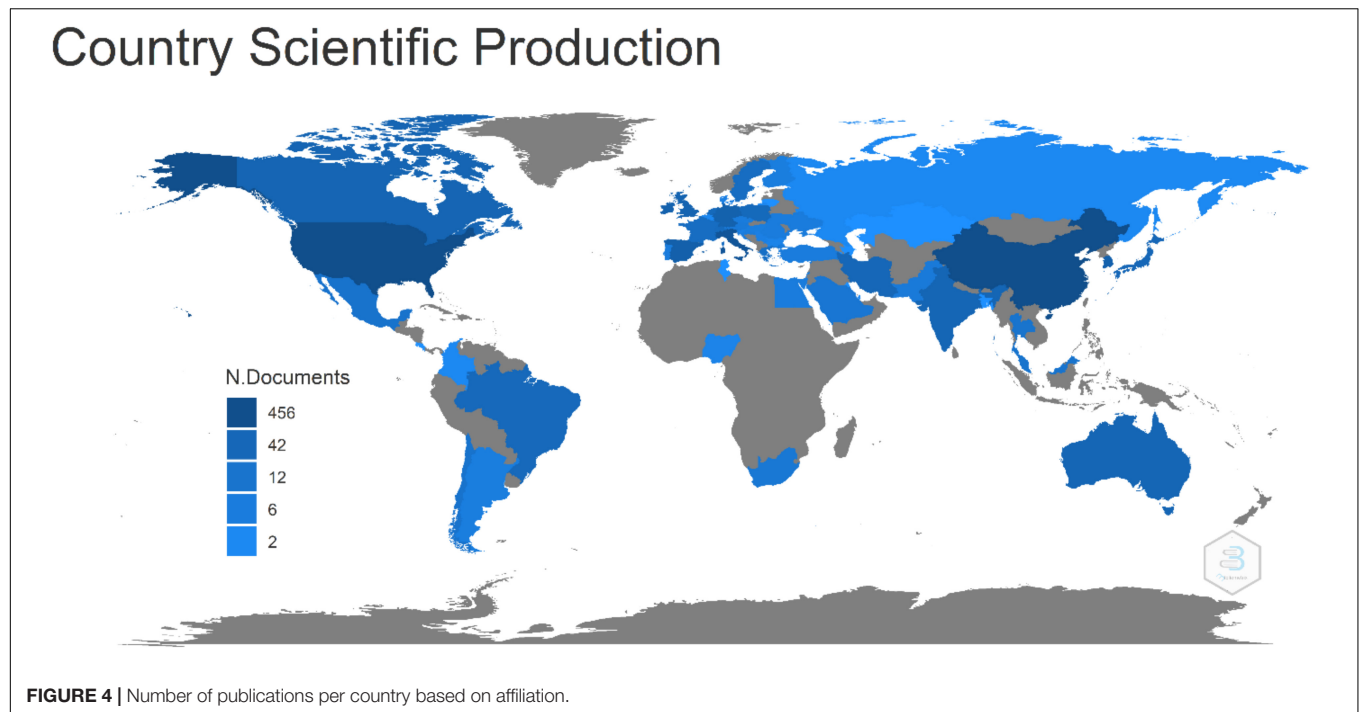 Country Scientific Production
N.Documents
456
42
12
6
2
FIGURE 4 | Number of publications per country based on affiliation.